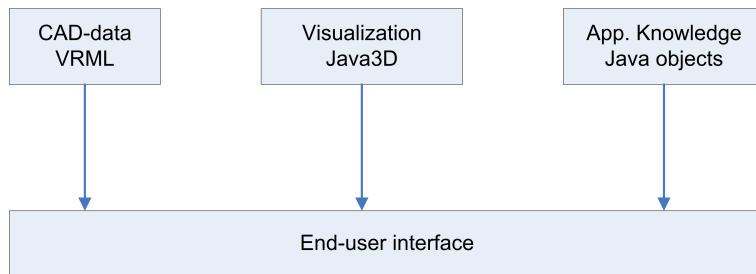 CAD-data
VRML
Visualization
Java3D
App. Knowledge
Java objects
End-user interface